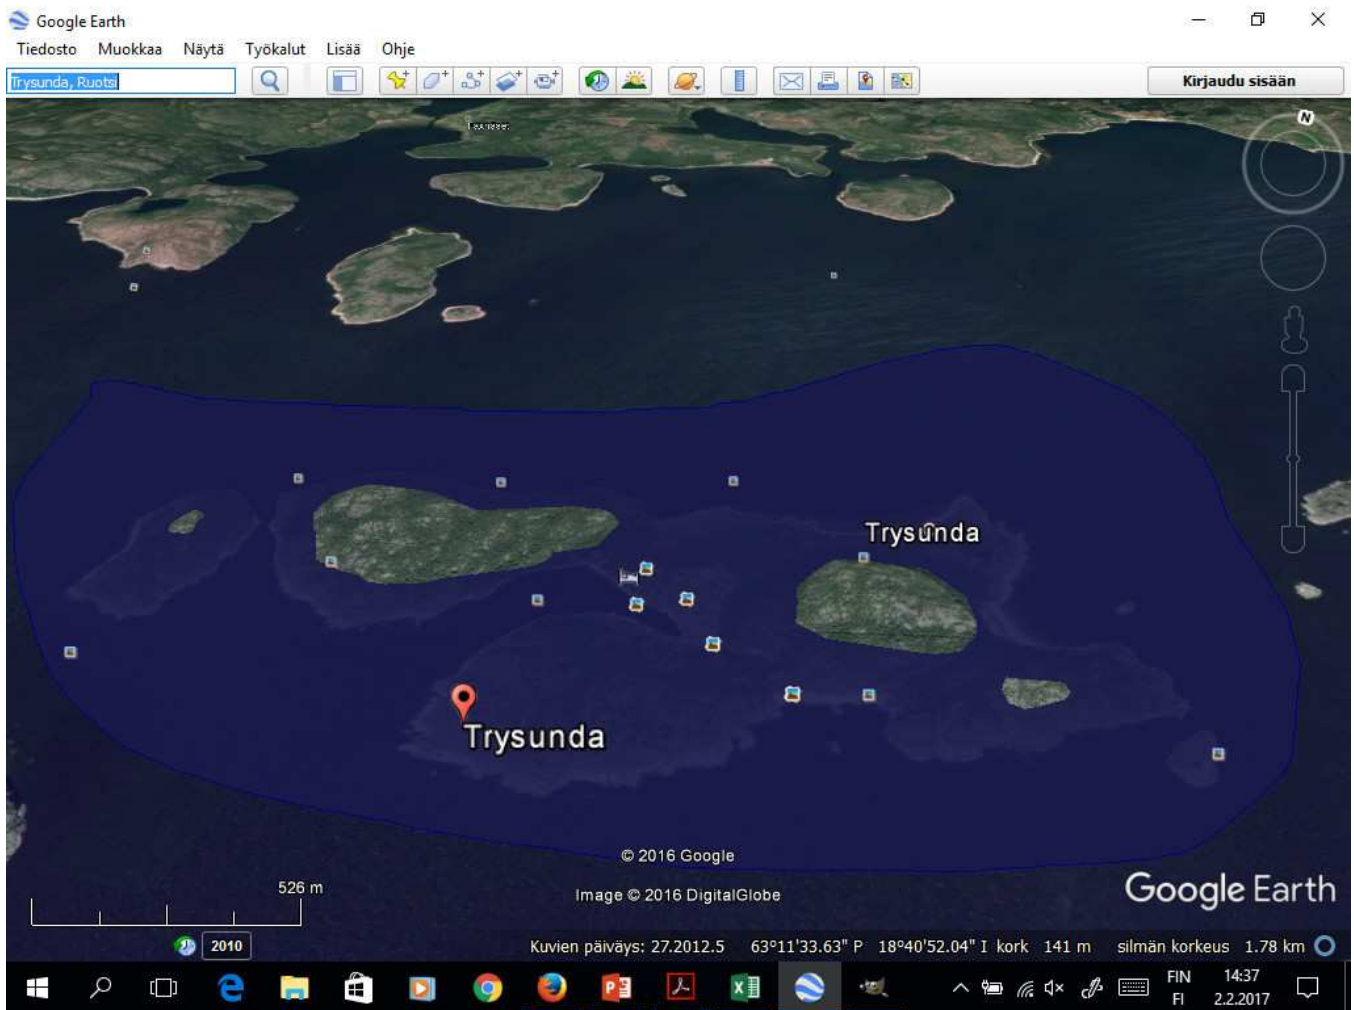 Google Earth
Tiedosto Muokkaa Näytä Työkalut Lisää Ohje
Trysunda, Ruotsi
Kirjaudu sisään
N
Trysunda
Trysunda
© 2016 Google
526 m
Image © 2016 DigitalGlobe
Google Earth
2010
Kuvien päiväys: 27.2012.5 63°11'33.63" P 18°40'52.04" I kork 141 m silmän korkeus 1.78 km
FIN 14:37
FI 2.2.2017